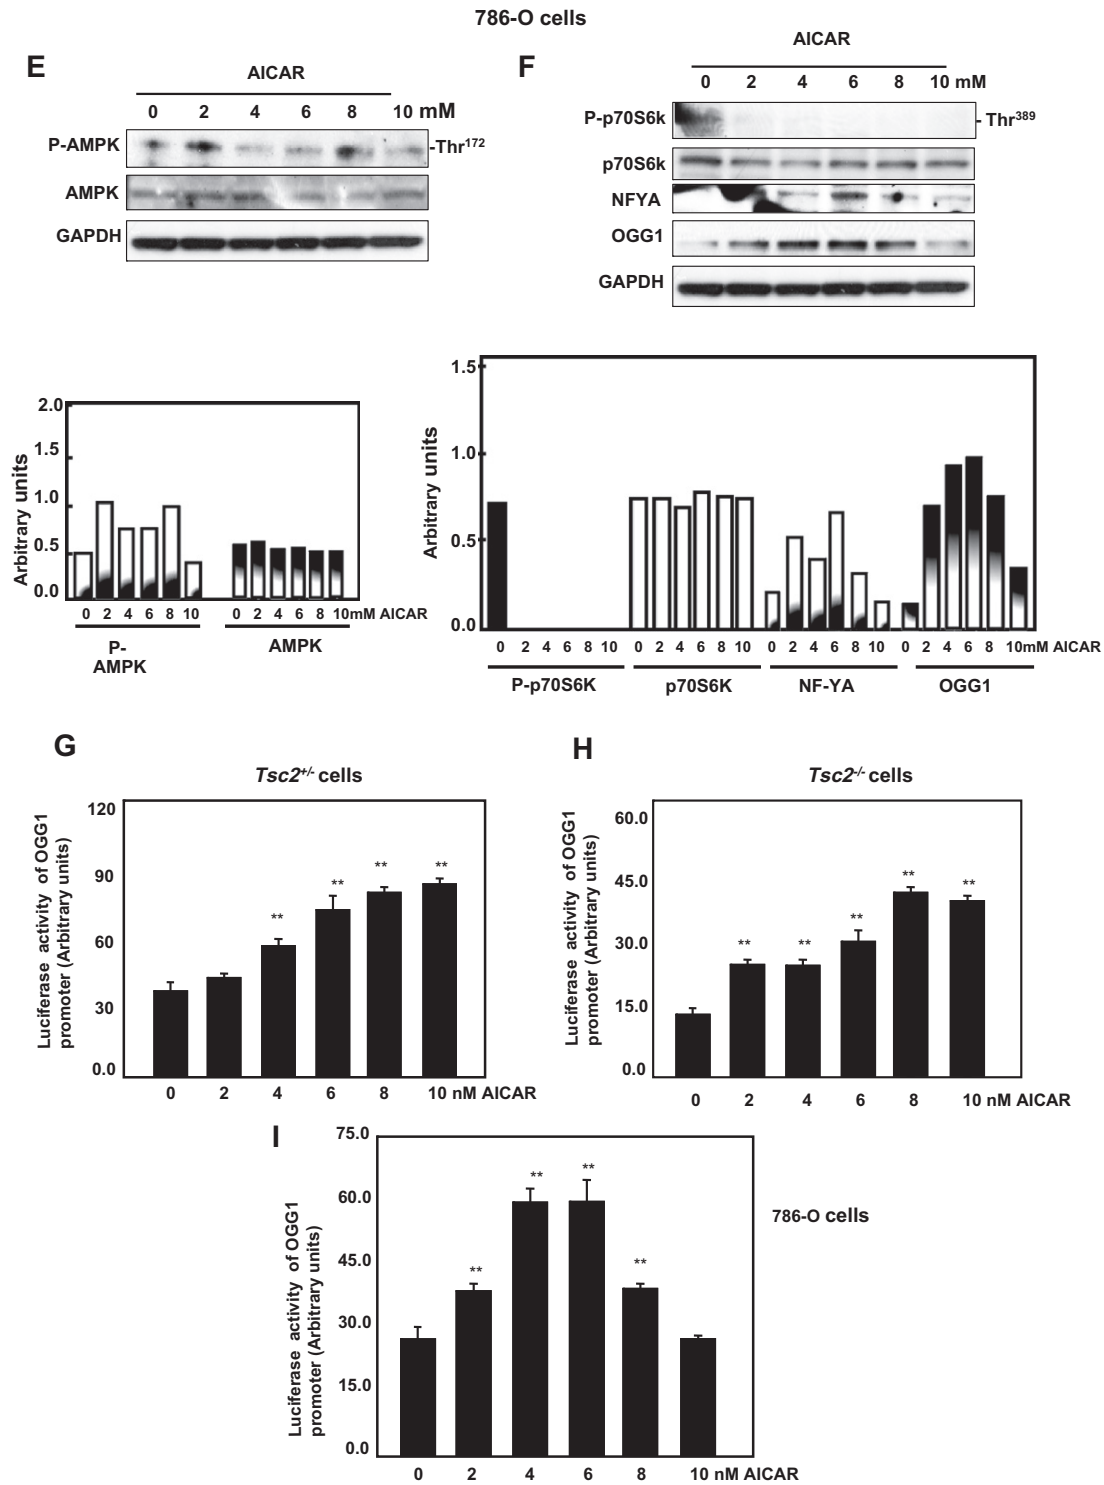 786-O cells
E
AICAR
0 2 4 6 8 10 mM
P-AMPK
-Thr172
AMPK
GAPDH
F
AICAR
0 2 4 6 8 10 mM
P-p70S6k
- Thr389
p70S6k
NFYA
OGG1
GAPDH
Arbitrary units
2.0
1.5
1.0
0.5
0.0
0 2 4 6 8 10 0 2 4 6 8 10mM AICAR
P-
AMPK
AMPK
Arbitrary units
1.5
1.0
0.5
0.0
0 2 4 6 8 10 0 2 4 6 8 10 0 2 4 6 8 10 0 2 4 6 8 10mM AICAR
P-p70S6K p70S6K NF-YA OGG1
G
Tsc2+/- cells
Luciferase activity of OGG1
promoter (Arbitrary units)
120
90
60
30
0.0
** ** ** **
0 2 4 6 8 10 nM AICAR
H
Tsc2-/- cells
Luciferase activity of OGG1
promoter (Arbitrary units)
60.0
45.0
30.0
15.0
0.0
** ** ** ** **
0 2 4 6 8 10 nM AICAR
I
786-O cells
Luciferase activity of OGG1
promoter (Arbitrary units)
75.0
60.0
45.0
30.0
15.0
0.0
** ** ** **
0 2 4 6 8 10 nM AICAR